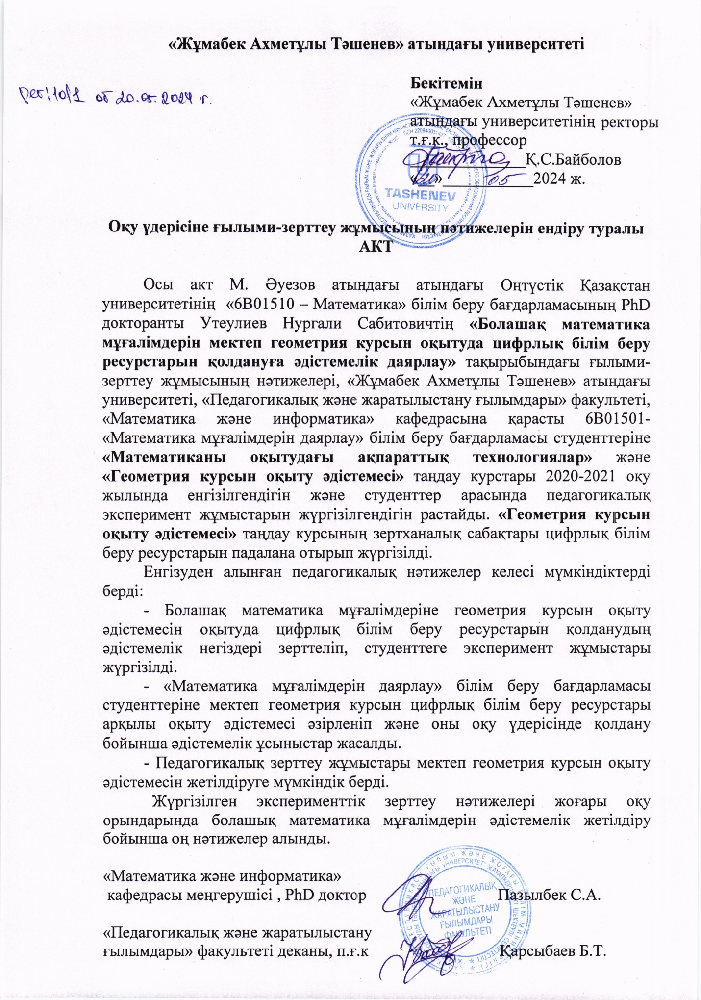 «Жұмабек Ахметұлы Тәшенев» атындағы университеті
рег:10/1 от 20.05.2024 г.
Бекітемін
«Жұмабек Ахметұлы Тәшенев»
атындағы университетінің ректоры
т.ғ.к., профессор
Қ.С.Байболов
«20» 05 2024 ж.
TASHENEV
UNIVERSITY
БСН 220840031427
Оқу үдерісіне ғылыми-зерттеу жұмысының нәтижелерін ендіру туралы
АКТ
Осы акт М. Әуезов атындағы атындағы Оңтүстік Қазақстан
университетінің «6В01510 – Математика» білім беру бағдарламасының PhD
докторанты Утеулиев Нургали Сабитовичтің «Болашақ математика
мұғалімдерін мектеп геометрия курсын оқытуда цифрлық білім беру
ресурстарын қолдануға әдістемелік даярлау» тақырыбындағы ғылыми-
зерттеу жұмысының нәтижелері, «Жұмабек Ахметұлы Тәшенев» атындағы
университеті, «Педагогикалық және жаратылыстану ғылымдары» факультеті,
«Математика және информатика» кафедрасына қарасты 6В01501-
«Математика мұғалімдерін даярлау» білім беру бағдарламасы студенттеріне
«Математиканы оқытудағы ақпараттық технологиялар» және
«Геометрия курсын оқыту әдістемесі» таңдау курстары 2020-2021 оқу
жылында енгізілгендігін және студенттер арасында педагогикалық
эксперимент жұмыстарын жүргізілгендігін растайды. «Геометрия курсын
оқыту әдістемесі» таңдау курсының зертханалық сабақтары цифрлық білім
беру ресурстарын падалана отырып жүргізілді.
Енгізуден алынған педагогикалық нәтижелер келесі мүмкіндіктерді
берді:
- Болашақ математика мұғалімдеріне геометрия курсын оқыту
әдістемесін оқытуда цифрлық білім беру ресурстарын қолданудың
әдістемелік негіздері зерттеліп, студенттеге эксперимент жұмыстары
жүргізілді.
- «Математика мұғалімдерін даярлау» білім беру бағдарламасы
студенттеріне мектеп геометрия курсын цифрлық білім беру ресурстары
арқылы оқыту әдістемесі әзірленіп және оны оқу үдерісінде қолдану
бойынша әдістемелік ұсыныстар жасалды.
- Педагогикалық зерттеу жұмыстары мектеп геометрия курсын оқыту
әдістемесін жетілдіруге мүмкіндік берді.
Жүргізілген эксперименттік зерттеу нәтижелері жоғары оқу
орындарында болашық математика мұғалімдерін әдістемелік жетілдіру
бойынша оң нәтижелер алынды.
«Математика және информатика»
кафедрасы меңгерушісі , PhD доктор Пазылбек С.А.
ПЕДАГОГИКАЛЫҚ
ЖӘНЕ
ЖАРАТЫЛЫСТАНУ
ҒЫЛЫМДАРЫ
ФАКУЛЬТЕТІ
«Педагогикалық және жаратылыстану
ғылымдары» факультеті деканы, п.ғ.к Қарсыбаев Б.Т.